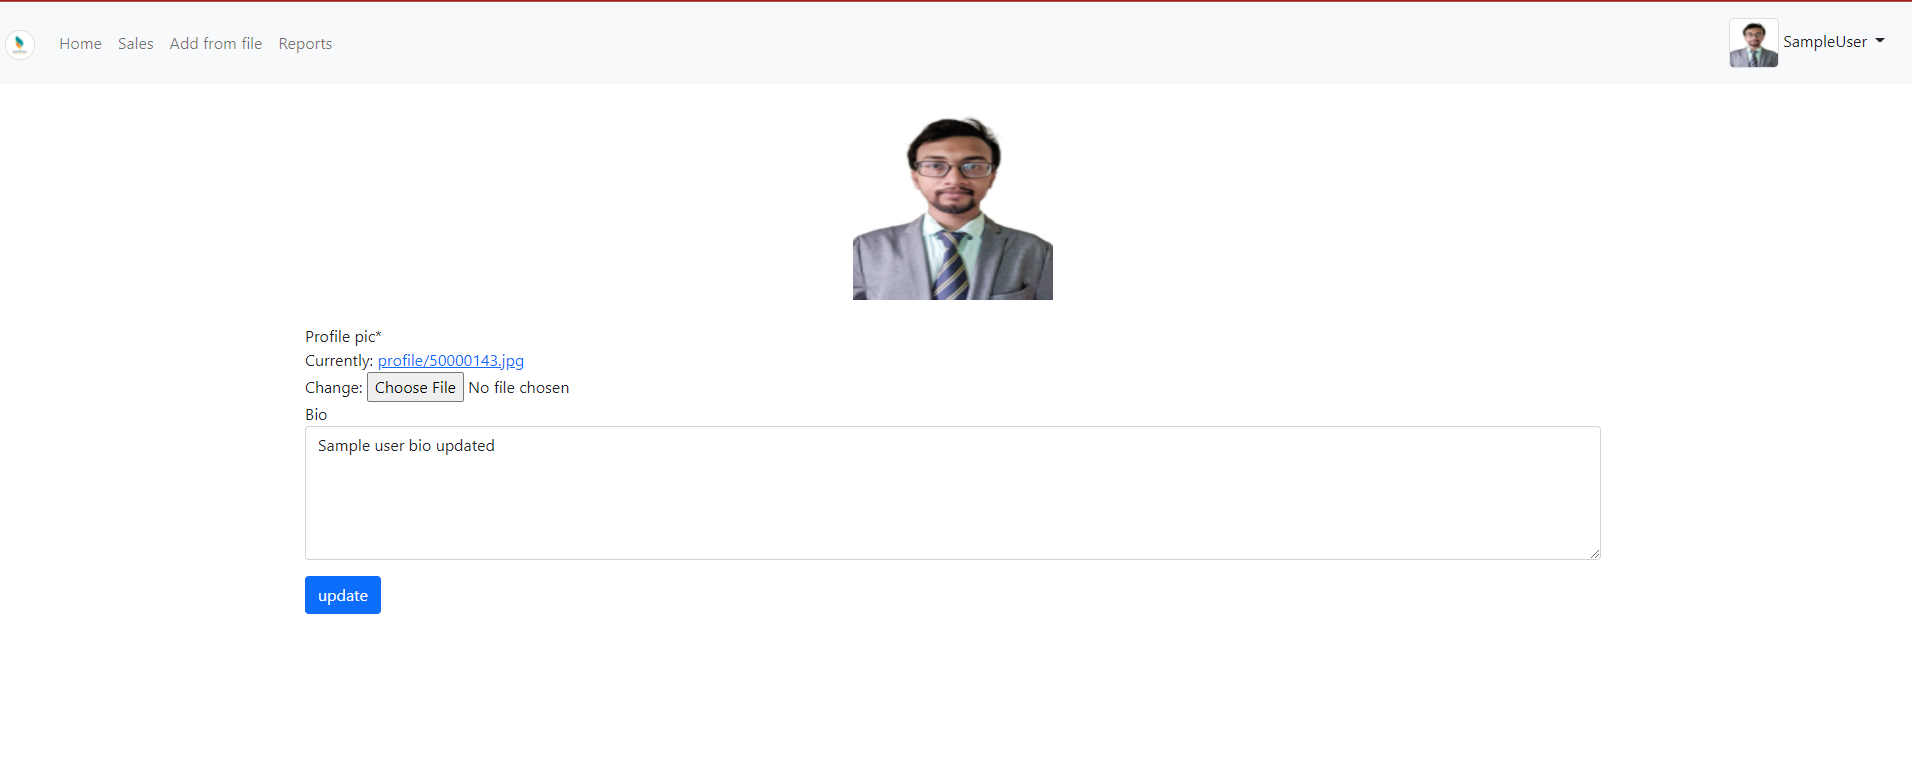 Home Sales Add from file Reports SampleUser
Profile pic*
Currently: profile/50000143.jpg
Change: Choose File No file chosen
Bio
Sample user bio updated
update